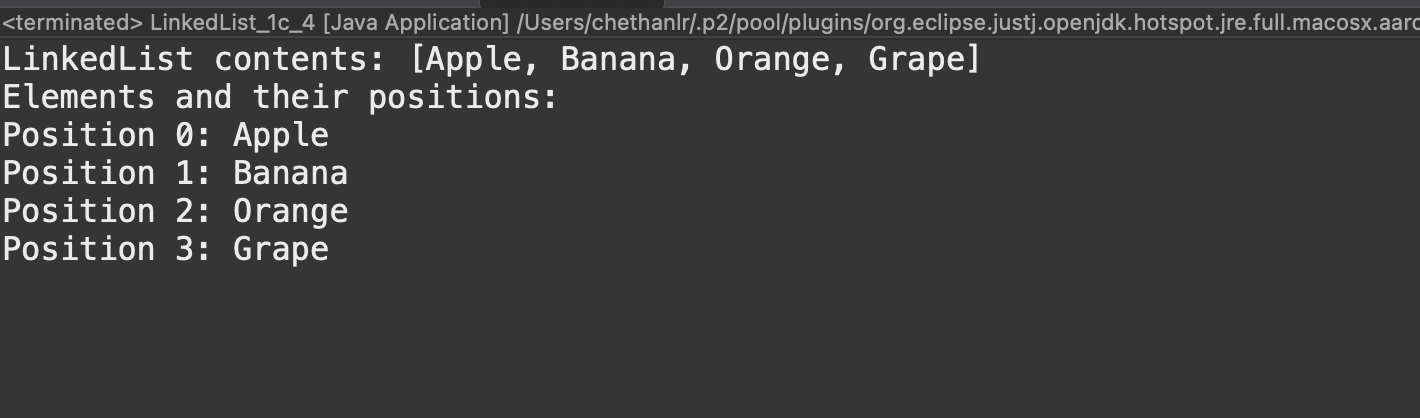 <terminated> LinkedList_1c_4 [Java Application] /Users/chethanlr/.p2/pool/plugins/org.eclipse.justj.openjdk.hotspot.jre.full.macosx.aarc
LinkedList contents: [Apple, Banana, Orange, Grape]
Elements and their positions:
Position 0: Apple
Position 1: Banana
Position 2: Orange
Position 3: Grape